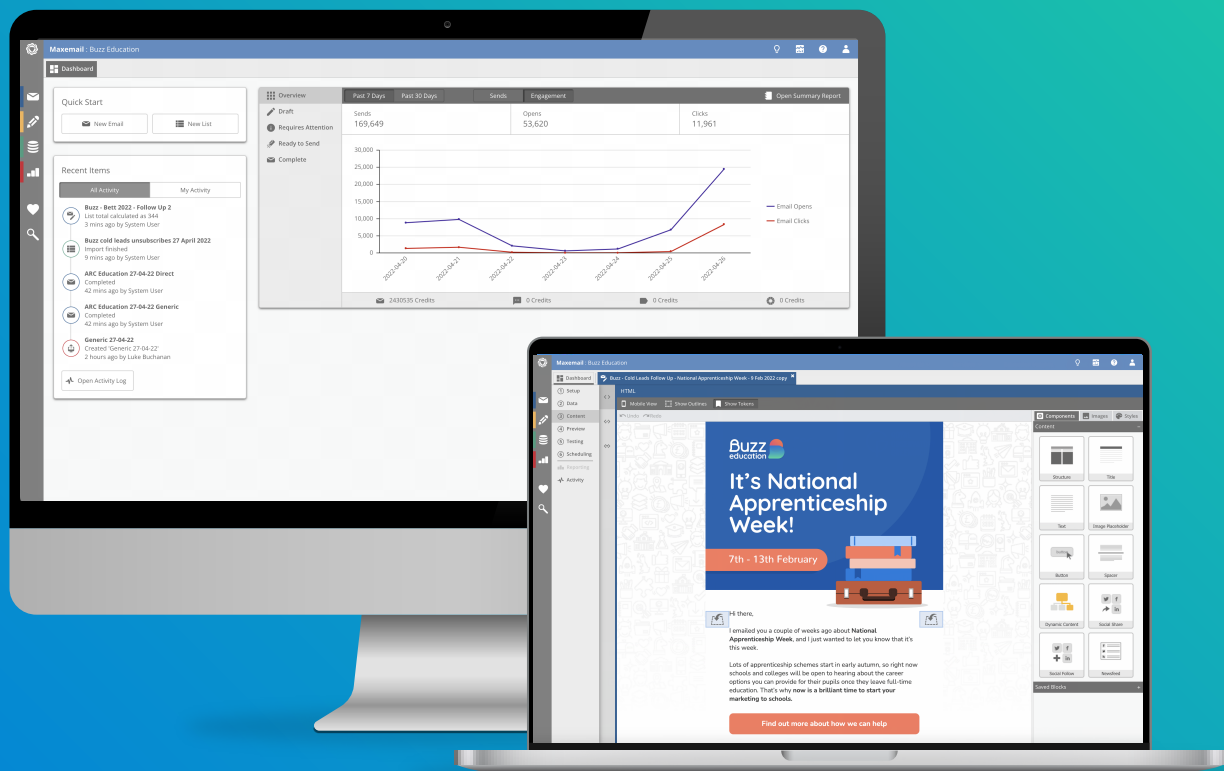 Maxemail : Buzz Education
Dashboard
Quick Start
New Email
New List
Recent Items
All Activity
My Activity
Buzz - Bett 2022 - Follow Up 2
List total calculated as 344
3 mins ago by System User
Buzz cold leads unsubscribes 27 April 2022
Import finished
9 mins ago by System User
ARC Education 27-04-22 Direct
Completed
42 mins ago by System User
ARC Education 27-04-22 Generic
Completed
42 mins ago by System User
Generic 27-04-22
Created 'Generic 27-04-22'
2 hours ago by Luke Buchanan
Open Activity Log
Overview
Draft
Requires Attention
Ready to Send
Complete
Past 7 Days
Past 30 Days
Sends
Engagement
Open Summary Report
Sends
169,649
Opens
53,620
Clicks
11,961
30,000
25,000
20,000
15,000
10,000
5,000
0
2022-04-20
2022-04-21
2022-04-22
2022-04-23
2022-04-24
2022-04-25
2022-04-26
Email Opens
Email Clicks
2430535 Credits
0 Credits
0 Credits
0 Credits
Maxemail : Buzz Education
Dashboard
Buzz - Cold Leads Follow Up - National Apprenticeship Week - 9 Feb 2022 copy
1 Setup
2 Data
3 Content
4 Preview
5 Testing
6 Scheduling
Reporting
Activity
HTML
Mobile View
Show Outlines
Show Tokens
Undo
Redo
Buzz
education
It's National
Apprenticeship
Week!
7th - 13th February
Hi there,
I emailed you a couple of weeks ago about National
Apprenticeship Week, and I just wanted to let you know that it's
this week.
Lots of apprenticeship schemes start in early autumn, so right now
schools and colleges will be open to hearing about the career
options you can provide for their pupils once they leave full-time
education. That's why now is a brilliant time to start your
marketing to schools.
Find out more about how we can help
Components
Images
Styles
Content
Structure
Title
Text
Image Placeholder
Button
Spacer
Dynamic Content
Social Share
Social Follow
Newsfeed
Saved Blocks